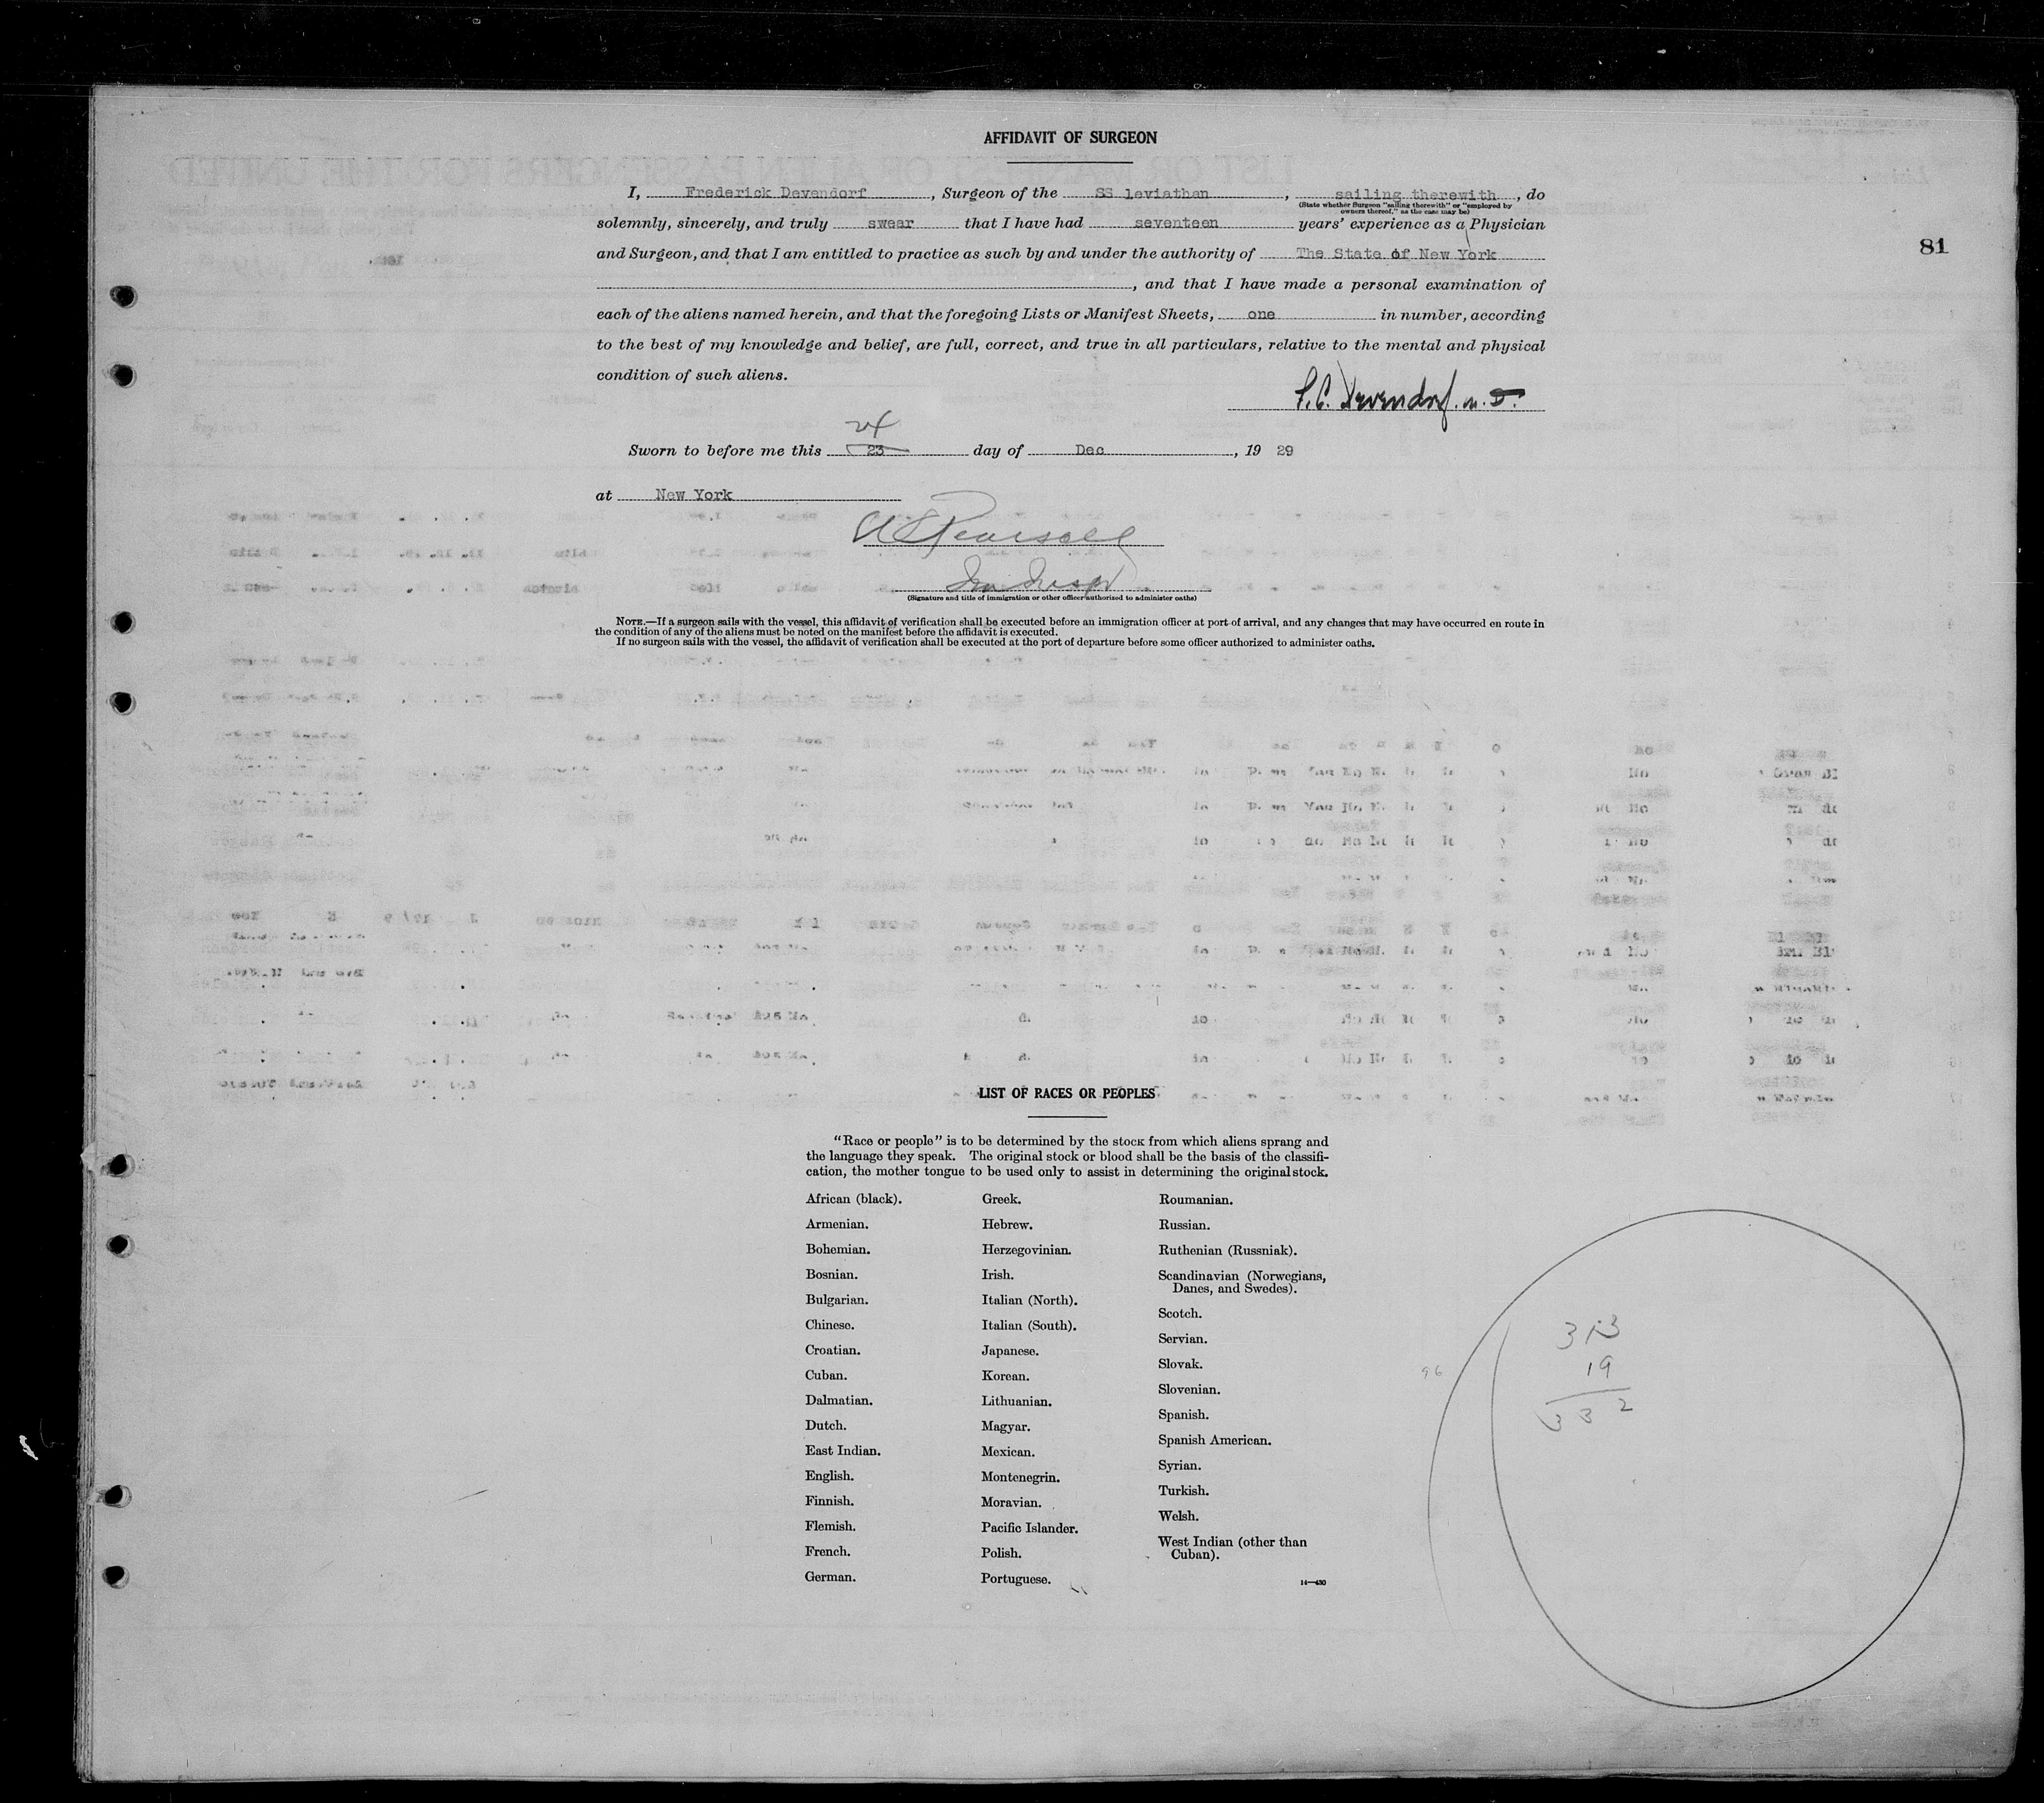 AFFIDAVIT OF SURGEON
81
I, Frederick Devendorf, Surgeon of the SS leviathan, sailing therewith, do
(State whether Surgeon "sailing therewith" or "employed by
owners thereof," as the case may be)
solemnly, sincerely, and truly swear that I have had seventeen years' experience as a Physician
and Surgeon, and that I am entitled to practice as such by and under the authority of The State of New York
, and that I have made a personal examination of
each of the aliens named herein, and that the foregoing Lists or Manifest Sheets, one in number, according
to the best of my knowledge and belief, are full, correct, and true in all particulars, relative to the mental and physical
condition of such aliens.
Devendorf. M.D.
24
Sworn to before me this 23 day of Dec, 19 29
at New York
(Signature and title of immigration or other officer authorized to administer oaths)
NOTE.—If a surgeon sails with the vessel, this affidavit of verification shall be executed before an immigration officer at port of arrival, and any changes that may have occurred en route in
the condition of any of the aliens must be noted on the manifest before the affidavit is executed.
If no surgeon sails with the vessel, the affidavit of verification shall be executed at the port of departure before some officer authorized to administer oaths.
LIST OF RACES OR PEOPLES
"Race or people" is to be determined by the stock from which aliens sprang and
the language they speak. The original stock or blood shall be the basis of the classifi-
cation, the mother tongue to be used only to assist in determining the original stock.
African (black).
Armenian.
Bohemian.
Bosnian.
Bulgarian.
Chinese.
Croatian.
Cuban.
Dalmatian.
Dutch.
East Indian.
English.
Finnish.
Flemish.
French.
German.
Greek.
Hebrew.
Herzegovinian.
Irish.
Italian (North).
Italian (South).
Japanese.
Korean.
Lithuanian.
Magyar.
Mexican.
Montenegrin.
Moravian.
Pacific Islander.
Polish.
Portuguese.
Roumanian.
Russian.
Ruthenian (Russniak).
Scandinavian (Norwegians,
Danes, and Swedes).
Scotch.
Servian.
Slovak.
Slovenian.
Spanish.
Spanish American.
Syrian.
Turkish.
Welsh.
West Indian (other than
Cuban).
14—430
96
313
19
332